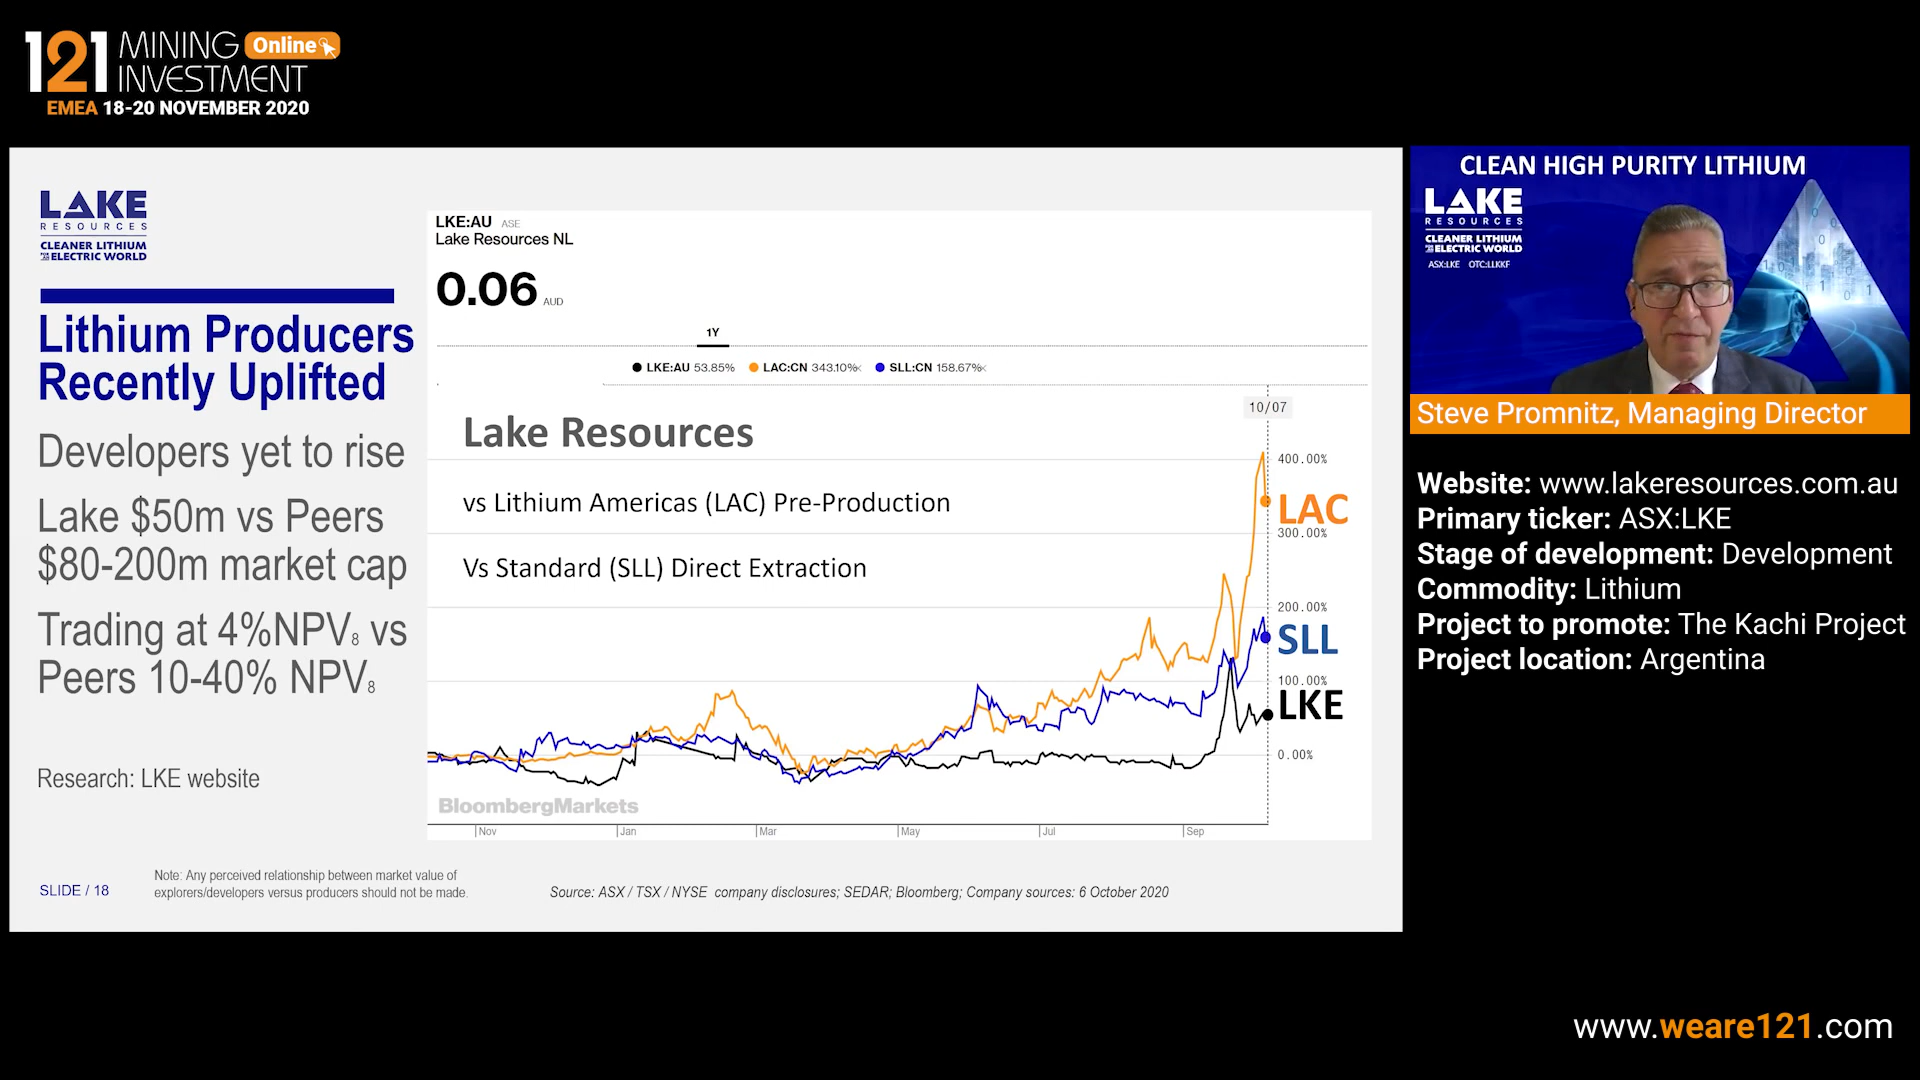 121 MINING Online
INVESTMENT
EMEA 18-20 NOVEMBER 2020
LAKE
RESOURCES
CLEANER LITHIUM
FOR AN ELECTRIC WORLD
Lithium Producers
Recently Uplifted
Developers yet to rise
Lake $50m vs Peers
$80-200m market cap
Trading at 4%NPV8 vs
Peers 10-40% NPV8
Research: LKE website
SLIDE / 18
Note: Any perceived relationship between market value of
explorers/developers versus producers should not be made.
LKE:AU ASE
Lake Resources NL
0.06 AUD
1Y
LKE:AU 53.85% LAC:CN 343.10%× SLL:CN 158.67%×
10/07
Lake Resources
vs Lithium Americas (LAC) Pre-Production
Vs Standard (SLL) Direct Extraction
400.00%
LAC
300.00%
200.00%
SLL
100.00%
LKE
0.00%
BloombergMarkets
Nov Jan Mar May Jul Sep
Source: ASX / TSX / NYSE company disclosures; SEDAR; Bloomberg; Company sources: 6 October 2020
CLEAN HIGH PURITY LITHIUM
LAKE
RESOURCES
CLEANER LITHIUM
ELECTRIC WORLD
ASX:LKE OTC:LLKKF
Steve Promnitz, Managing Director
Website: www.lakeresources.com.au
Primary ticker: ASX:LKE
Stage of development: Development
Commodity: Lithium
Project to promote: The Kachi Project
Project location: Argentina
www.weare121.com